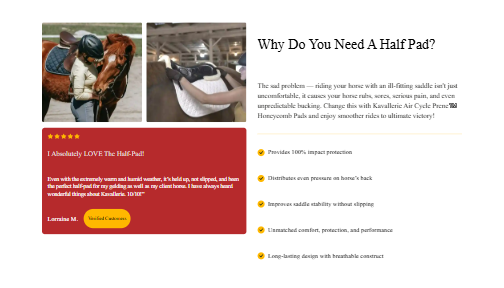 Why Do You Need A Half Pad?
The sad problem — riding your horse with an ill-fitting saddle isn't just
uncomfortable, it causes your horse rubs, sores, serious pain, and even
unpredictable bucking. Change this with Kavallerie Air Cycle Prene
Honeycomb Pads and enjoy smoother rides to ultimate victory!
I Absolutely LOVE The Half-Pad!
Even with the extremely warm and humid weather, it's held up, not slipped, and been
the perfect half-pad for my gelding as well as my client home. I have always heard
wonderful things about Kavallerie. 10/10!"
Lorraine M. Verified Customers
Provides 100% impact protection
Distributes even pressure on horse's back
Improves saddle stability without slipping
Unmatched comfort, protection, and performance
Long-lasting design with breathable construct